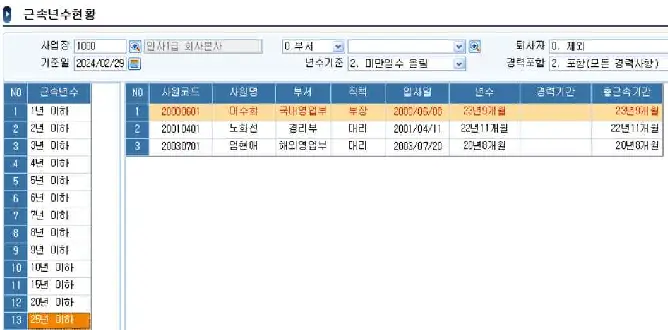 근속년수현황
사업장 1000 인사1급 회사본사 0.부서 퇴사자 0. 제외
기준일 2024/02/29 년수기준 2. 미만일수 올림 경력포함 2. 포함(모든 경력사항)
NO 근속년수
1 1년 이하
2 2년 이하
3 3년 이하
4 4년 이하
5 5년 이하
6 6년 이하
7 7년 이하
8 8년 이하
9 9년 이하
10 10년 이하
11 15년 이하
12 20년 이하
13 25년 이하
NO 사원코드 사원명 부서 직책 입사일 년수 경력기간 총근속기간
1 20000601 이수희 국내영업부 부장 23년9개월 23년9개월
2 20010401 노희선 경리부 대리 2001/04/11 22년11개월 22년11개월
3 20030701 엄현애 해외영업부 대리 2003/07/20 20년8개월 20년8개월